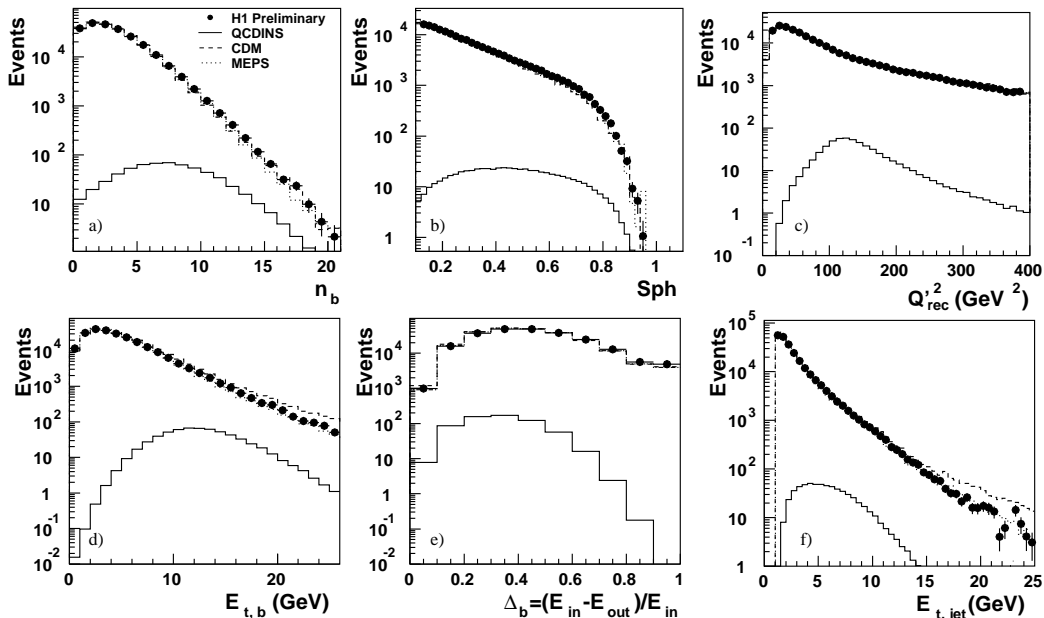 H1 Preliminary
QCDINS
CDM
MEPS
Events
10^4
10^3
10^2
10
a)
0 5 10 15 20
n_b
Events
10^4
10^3
10^2
10
1
b)
0.2 0.4 0.6 0.8 1
Sph
Events
10^4
10^3
10^2
10
1
10^-1
c)
0 100 200 300 400
Q'^2_rec (GeV^2)
Events
10^4
10^3
10^2
10
1
10^-1
10^-2
d)
0 10 20
E_t,b (GeV)
Events
10^5
10^4
10^3
10^2
10
1
10^-1
10^-2
e)
0 0.2 0.4 0.6 0.8 1
Δ_b=(E_in-E_out)/E_in
Events
10^5
10^4
10^3
10^2
10
1
f)
0 5 10 15 20 25
E_t, jet (GeV)